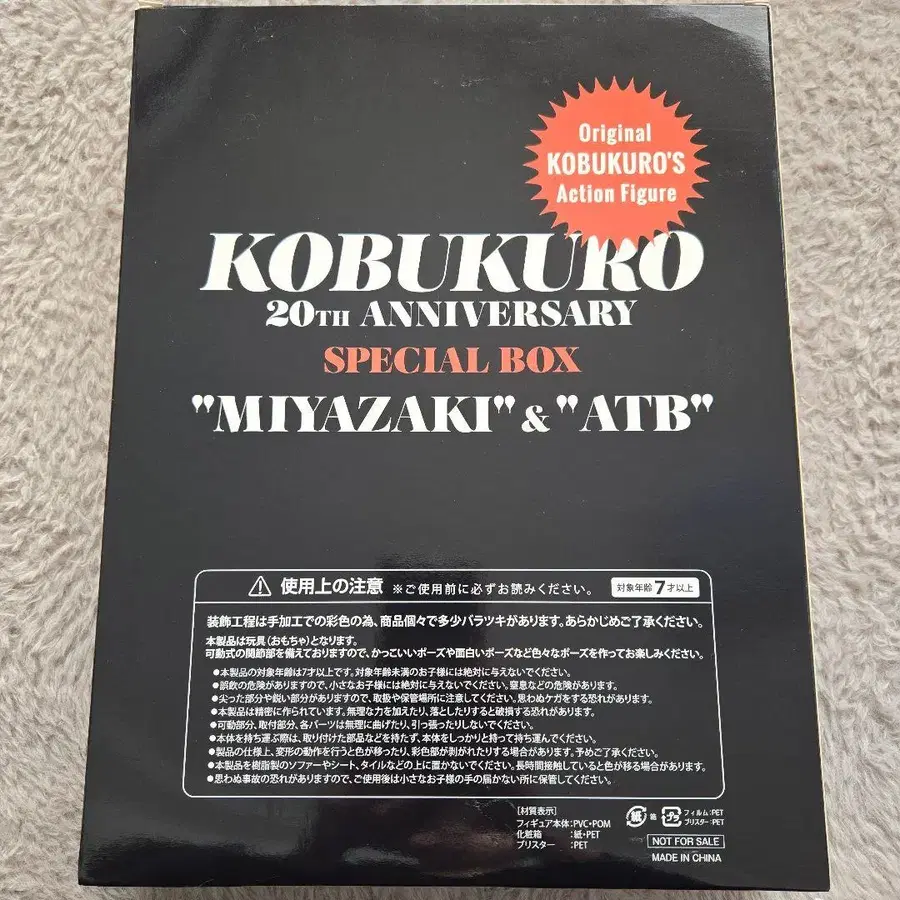 Original
KOBUKURO'S
Action Figure
KOBUKURO
20TH ANNIVERSARY
SPECIAL BOX
"MIYAZAKI" & "ATB"
使用上の注意 ※ご使用前に必ずお読みください。 対象年齢7才以上
装飾工程は手加工での彩色の為、商品個々で多少バラツキがあります。あらかじめご了承ください。
本製品は玩具(おもちゃ)となります。
可動式の関節部を備えておりますので、かっこいいポーズや面白いポーズなど色々なポーズを作ってお楽しみください。
●本製品の対象年齢は7才以上です。対象年齢未満のお子様には絶対に与えないでください。
●誤飲の危険がありますので、小さなお子様には絶対に与えないでください。窒息などの危険があります。
●尖った部分や鋭い部分がありますので、取扱や保管場所に注意してください。思わぬケガをする恐れがあります。
●本製品は精密に作られています。無理な力を加えたり、落としたりすると破損する恐れがあります。
●可動部分、取付部分、各パーツは無理に曲げたり、引っ張ったりしないでください。
●本体を持ち運ぶ際は、取り付けた部品などを持たず、本体をしっかりと持って持ち運んでください。
●製品の仕様上、変形の動作を行うと色が移ったり、彩色部が剥がれたりする場合があります。予めご了承ください。
●本製品を樹脂製のソファーやシート、タイルなどの上に置かないでください。長時間接触していると色が移る場合があります。
●思わぬ事故の恐れがありますので、ご使用後は小さなお子様の手の届かない所に保管してください。
[材質表示]
フィギュア本体:PVC・POM
化粧箱 :紙・PET
ブリスター :PET
紙 箱 プラ フィルム:PET
ブリスター:PET
NOT FOR SALE
MADE IN CHINA